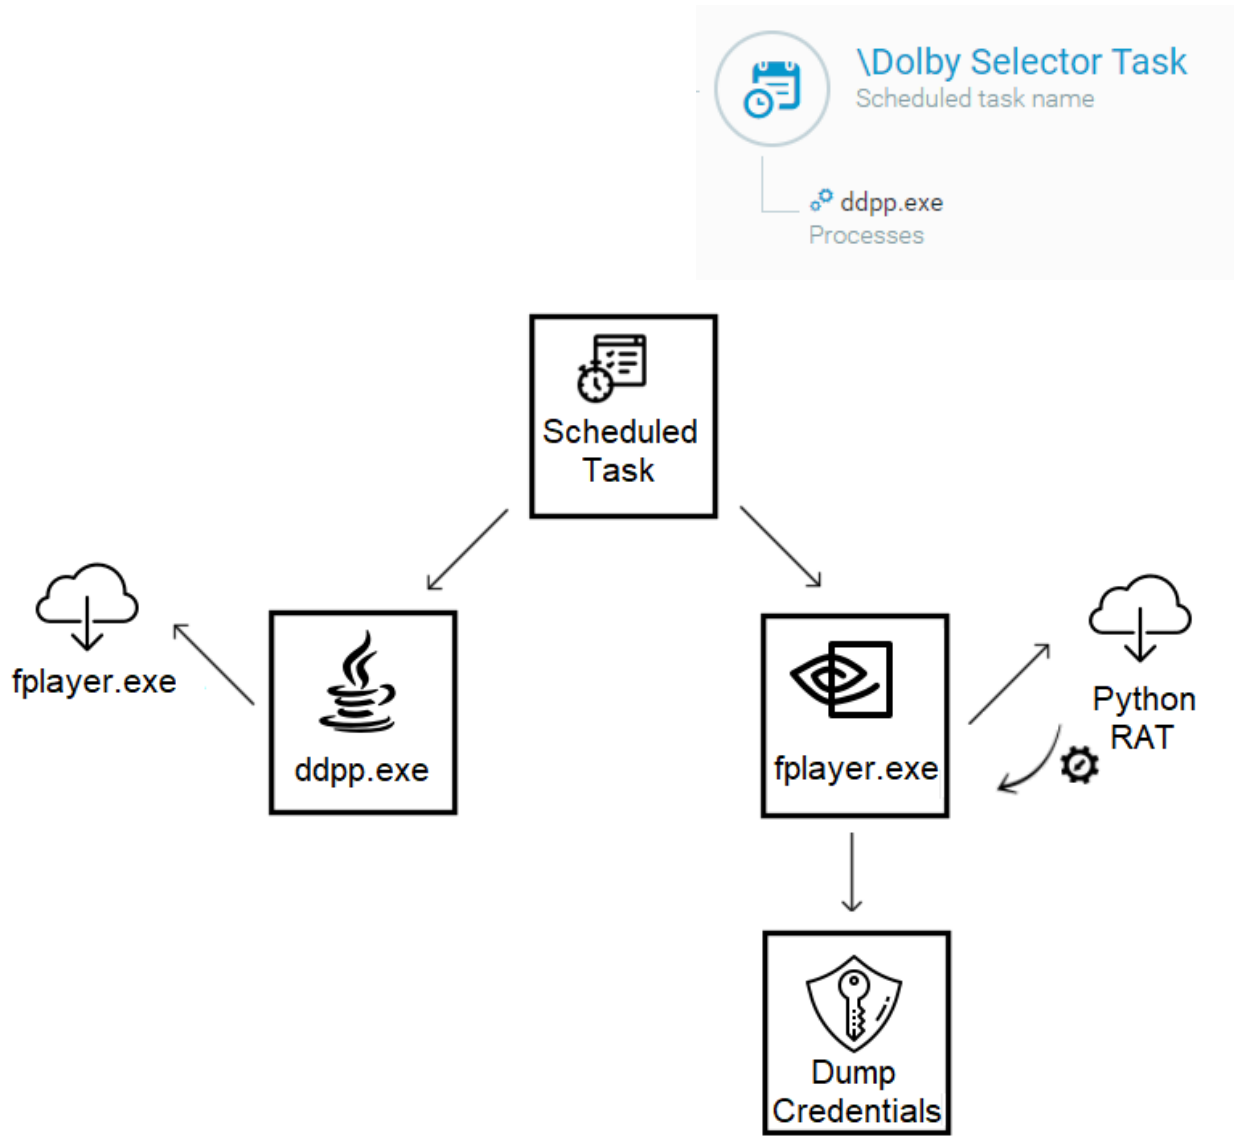 \Dolby Selector Task
Scheduled task name
ddpp.exe
Processes
Scheduled
Task
fplayer.exe
ddpp.exe
fplayer.exe
Python
RAT
Dump
Credentials